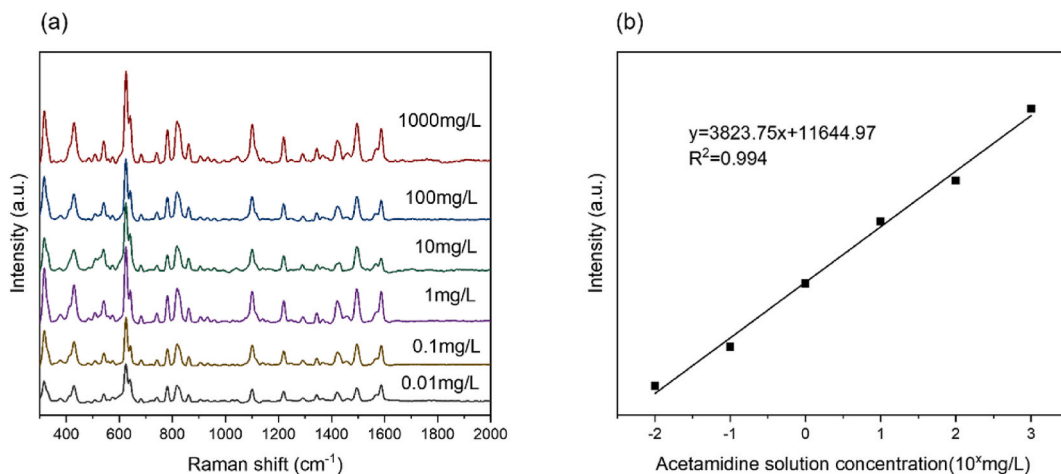 (a)
Intensity (a.u.)
1000mg/L
100mg/L
10mg/L
1mg/L
0.1mg/L
0.01mg/L
400 600 800 1000 1200 1400 1600 1800 2000
Raman shift (cm⁻¹)
(b)
Intensity (a.u.)
y=3823.75x+11644.97
R²=0.994
-2 -1 0 1 2 3
Acetamidine solution concentration(10ˣmg/L)